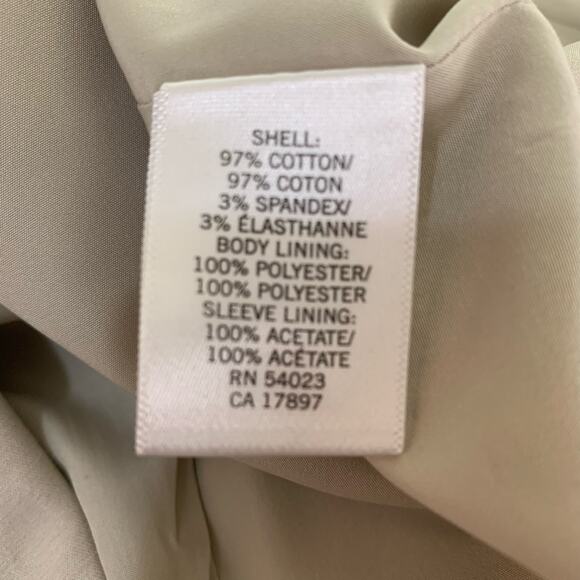 SHELL:
97% COTTON/
97% COTON
3% SPANDEX/
3% ÉLASTHANNE
BODY LINING:
100% POLYESTER/
100% POLYESTER
SLEEVE LINING:
100% ACETATE/
100% ACÉTATE
RN 54023
CA 17897